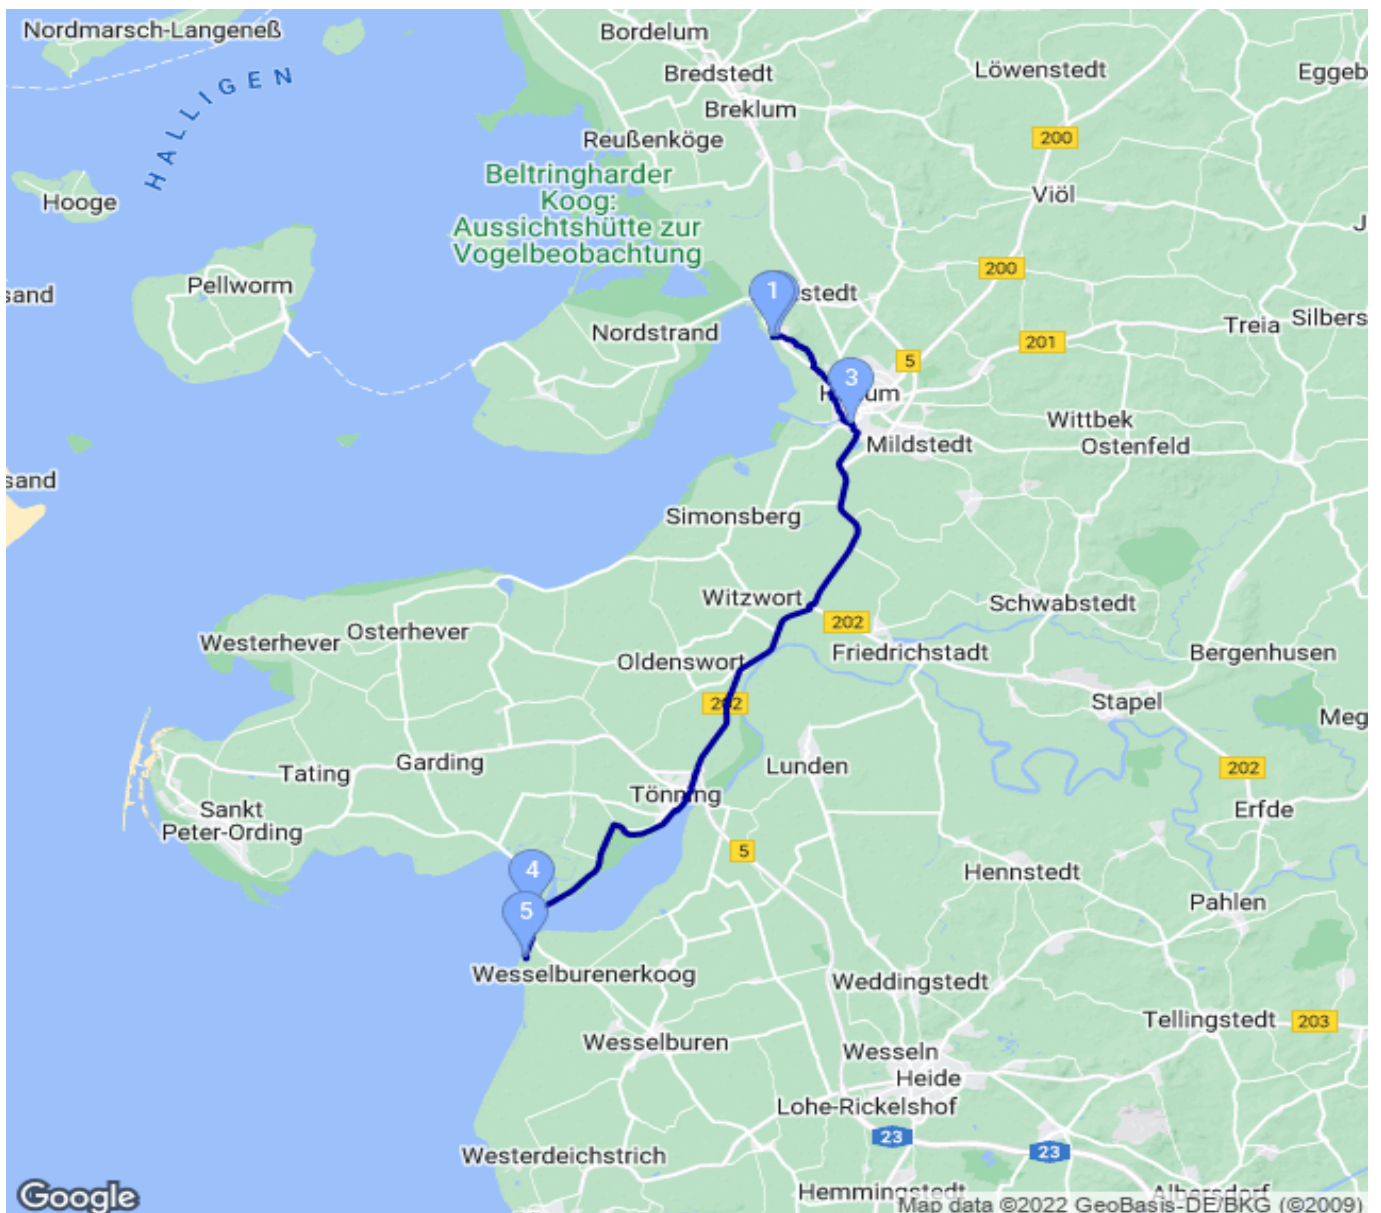 Nordmarsch-Langeneß
Bordelum
Bredstedt
Löwenstedt
Eggeb
HALLIGEN
Breklum
Reußenköge
200
Beltringharder
Koog:
Aussichtshütte zur
Vogelbeobachtung
Viöl
Hooge
J
200
Pellworm
sand
1
stedt
Treia
Silbers
Nordstrand
201
5
3
H
um
Wittbek
Mildstedt
Ostenfeld
sand
Simonsberg
Witzwort
Schwabstedt
202
Westerhever
Osterhever
Oldenswort
Friedrichstadt
Bergenhusen
202
Stapel
Meg
Tating
Garding
Lunden
202
Tönning
Sankt
Peter-Ording
Erfde
5
4
Hennstedt
Pahlen
5
Wesselburenerkoog
Weddingstedt
Tellingstedt
203
Wesselburen
Wesseln
Heide
Lohe-Rickelshof
23
23
Westerdeichstrich
Hemmingstedt
Albersdorf
Google
Map data ©2022 GeoBasis-DE/BKG (©2009)